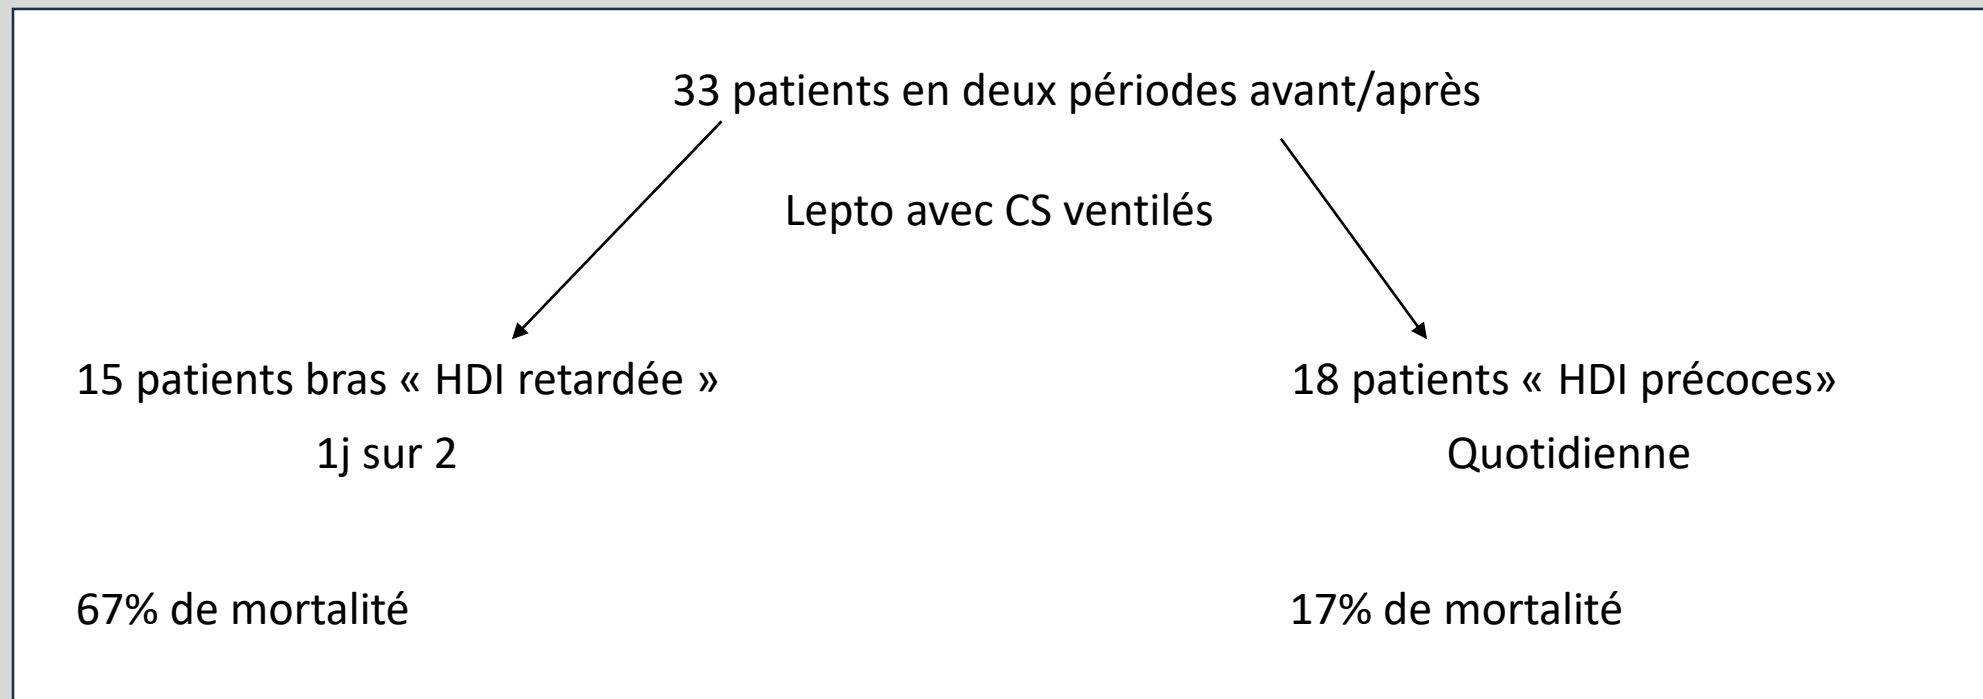 33 patients en deux périodes avant/après
Lepto avec CS ventilés
15 patients bras « HDI retardée »
1j sur 2
67% de mortalité
18 patients « HDI précoces»
Quotidienne
17% de mortalité